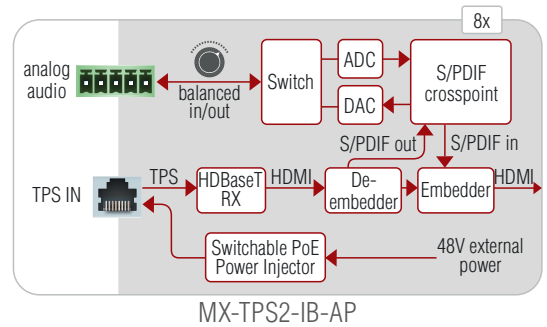 8x
analog
audio
balanced
in/out
Switch
ADC
DAC
S/PDIF
crosspoint
S/PDIF out
S/PDIF in
TPS IN
TPS
HDBaseT
RX
HDMI
De-
embedder
Embedder
HDMI
Switchable PoE
Power Injector
48V external
power
MX-TPS2-IB-AP